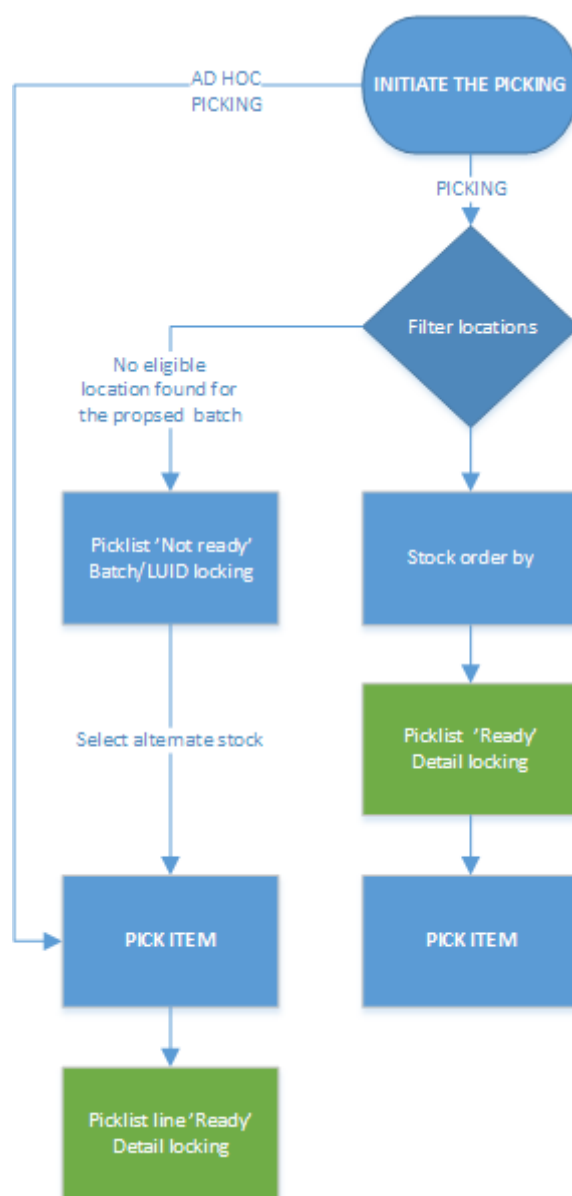 AD HOC
PICKING
INITIATE THE PICKING
PICKING
Filter locations
No eligible
location found for
the propsed batch
Picklist 'Not ready'
Batch/LUID locking
Stock order by
Select alternate stock
Picklist 'Ready'
Detail locking
PICK ITEM
PICK ITEM
Picklist line 'Ready'
Detail locking